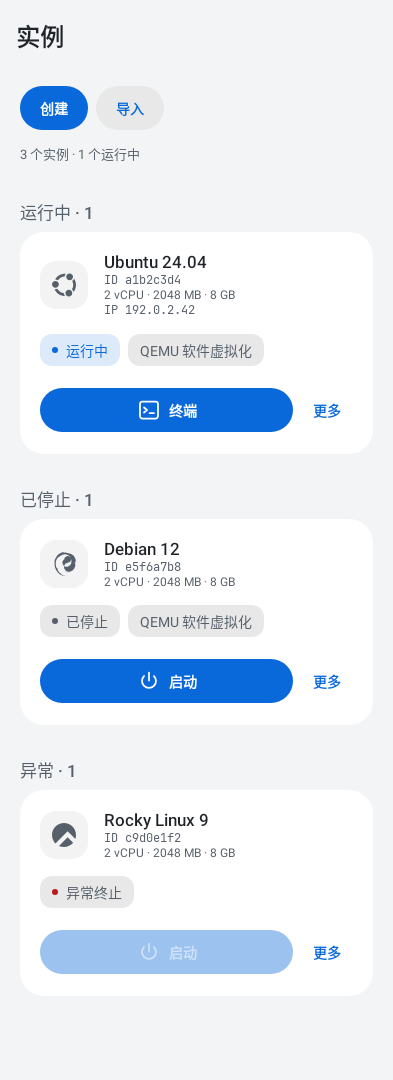 实例
创建
导入
3 个实例 · 1 个运行中
运行中 · 1
Ubuntu 24.04
ID a1b2c3d4
2 vCPU · 2048 MB · 8 GB
IP 192.0.2.42
运行中
QEMU 软件虚拟化
终端
更多
已停止 · 1
Debian 12
ID e5f6a7b8
2 vCPU · 2048 MB · 8 GB
已停止
QEMU 软件虚拟化
启动
更多
异常 · 1
Rocky Linux 9
ID c9d0e1f2
2 vCPU · 2048 MB · 8 GB
异常终止
启动
更多